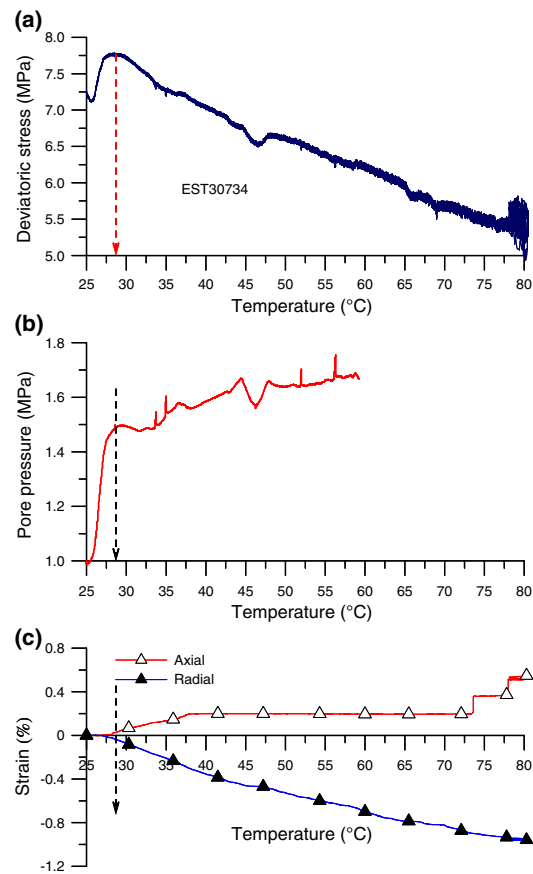 (a)
8.0
7.5
7.0
6.5
6.0
5.5
5.0
Deviatoric stress (MPa)
EST30734
25 30 35 40 45 50 55 60 65 70 75 80
Temperature (°C)
(b)
1.8
1.6
1.4
1.2
1.0
Pore pressure (MPa)
25 30 35 40 45 50 55 60 65 70 75 80
Temperature (°C)
(c)
0.8
0.4
0
-0.4
-0.8
-1.2
Strain (%)
Axial
Radial
25 30 35 40 45 50 55 60 65 70 75 80
Temperature (°C)